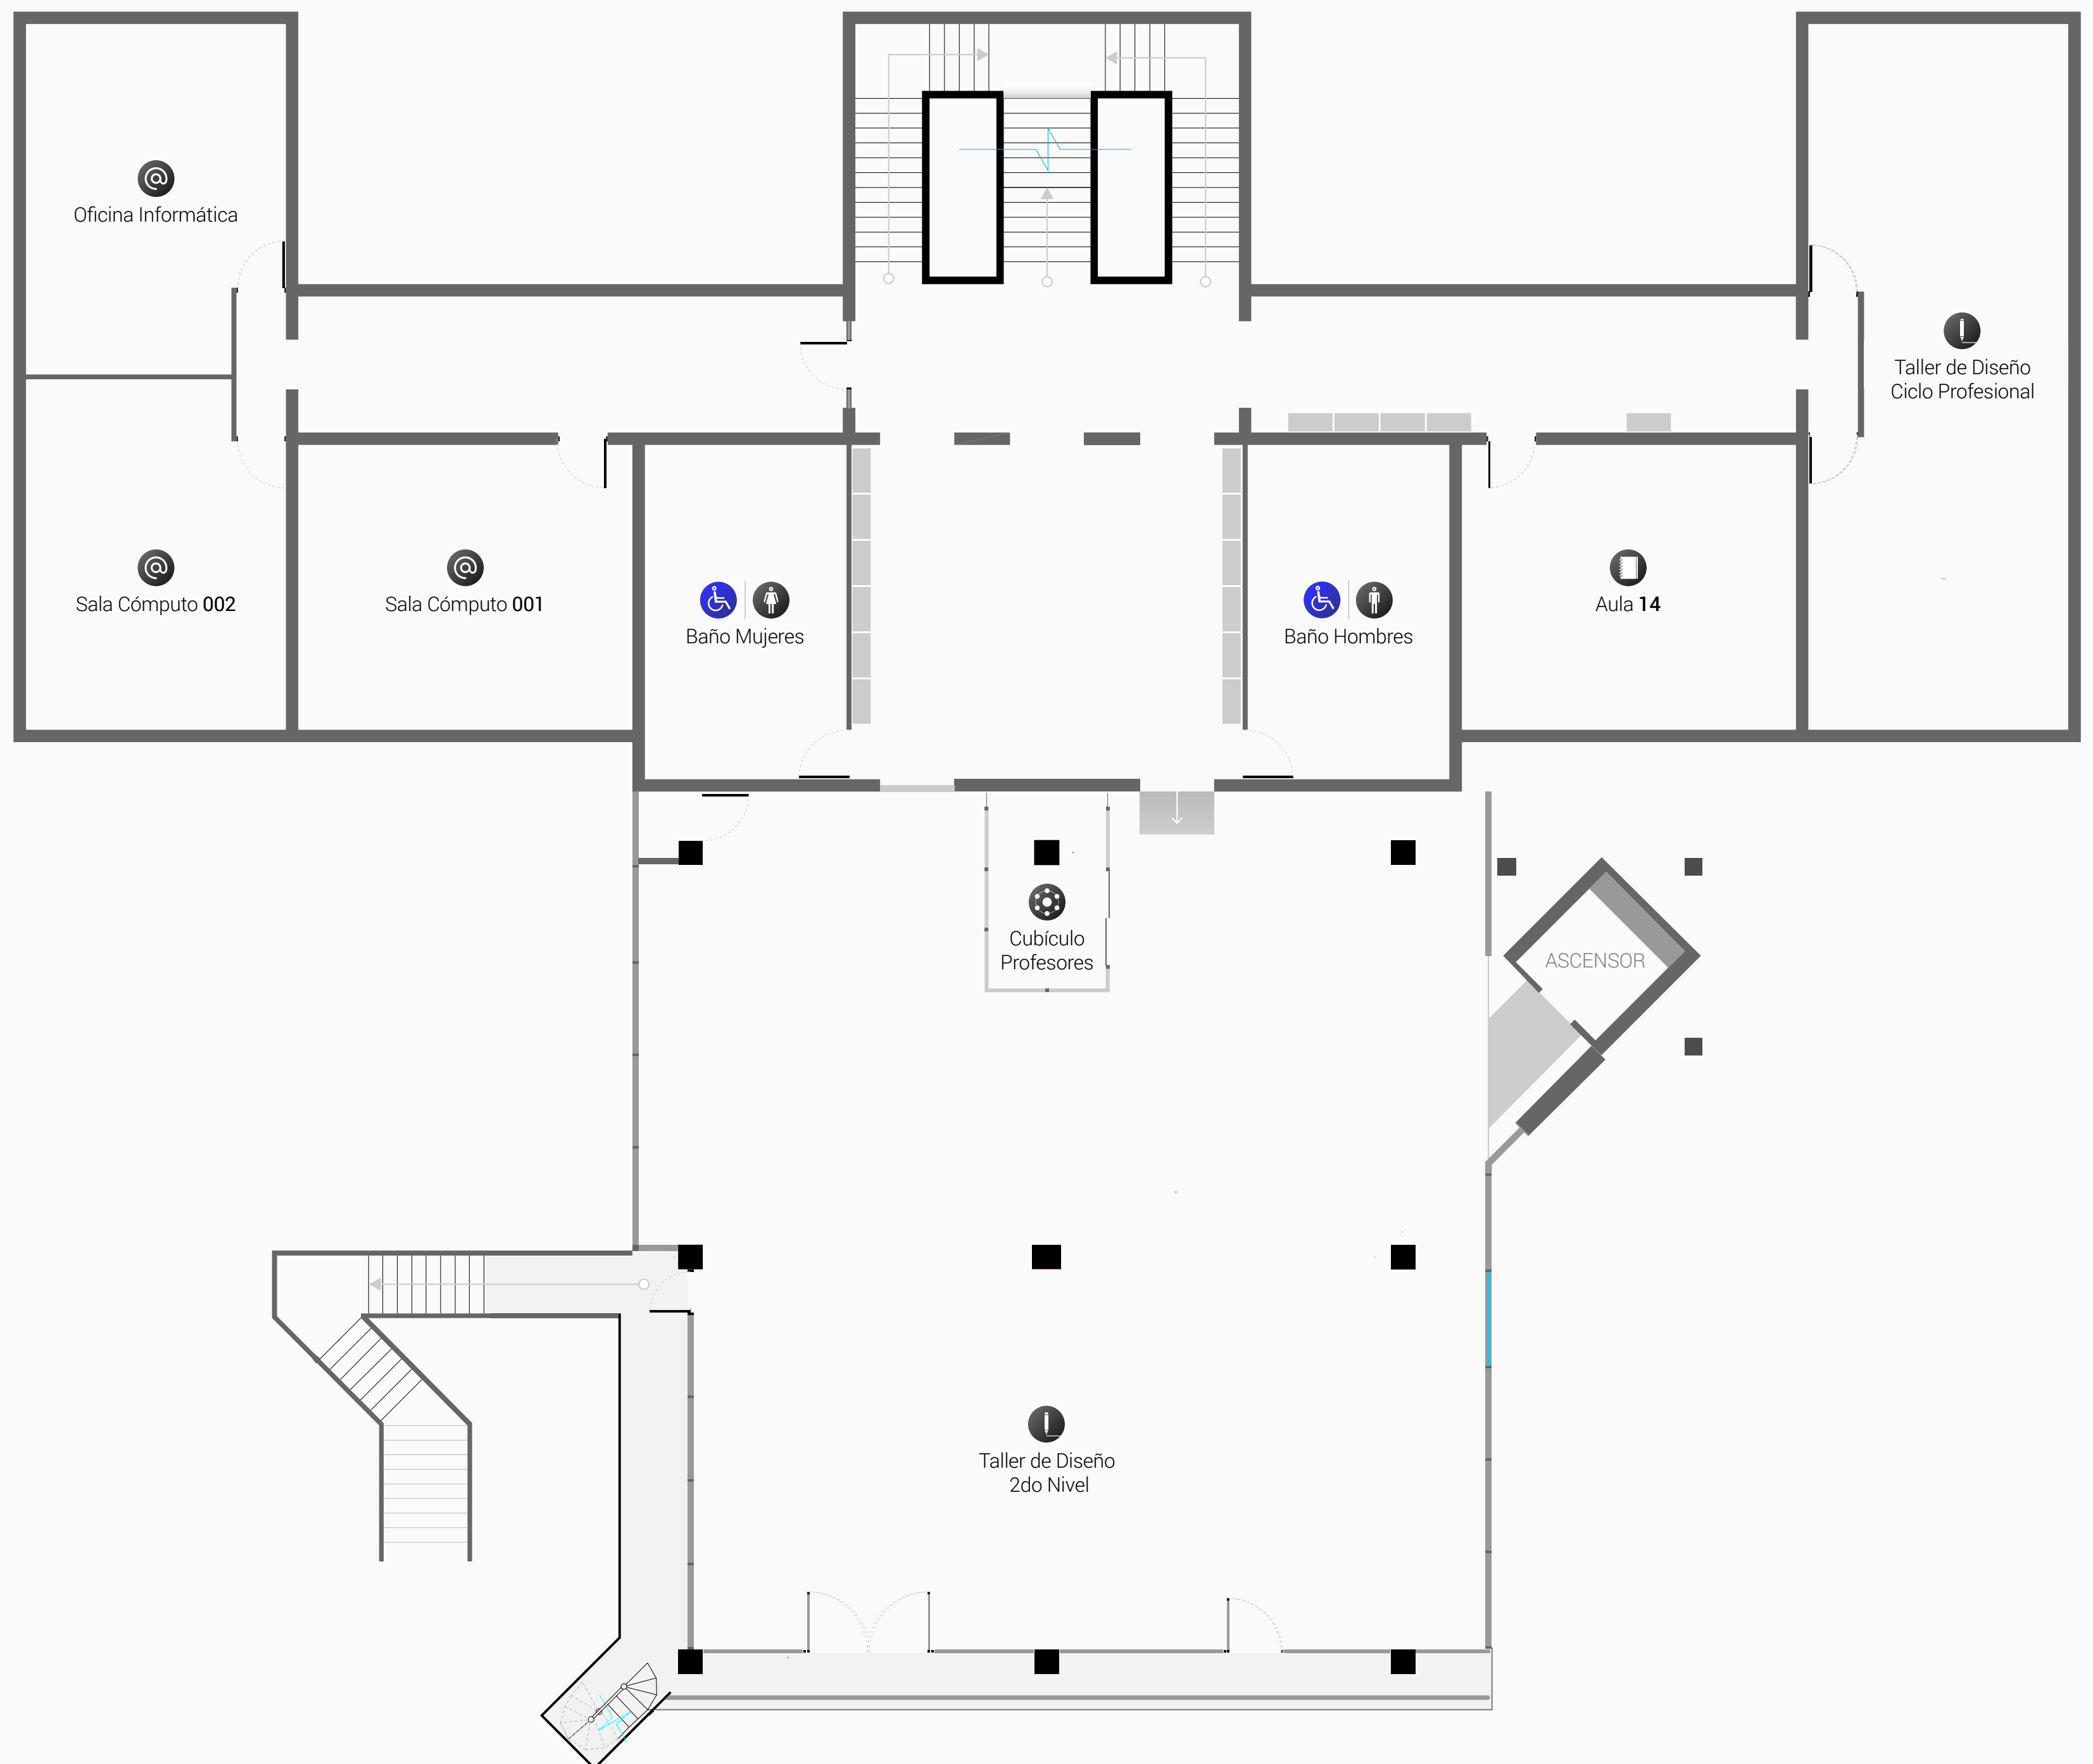 Oficina Informática
Taller de Diseño
Ciclo Profesional
Sala Cómputo 002
Sala Cómputo 001
Baño Mujeres
Baño Hombres
Aula 14
Cubículo
Profesores
ASCENSOR
Taller de Diseño
2do Nivel